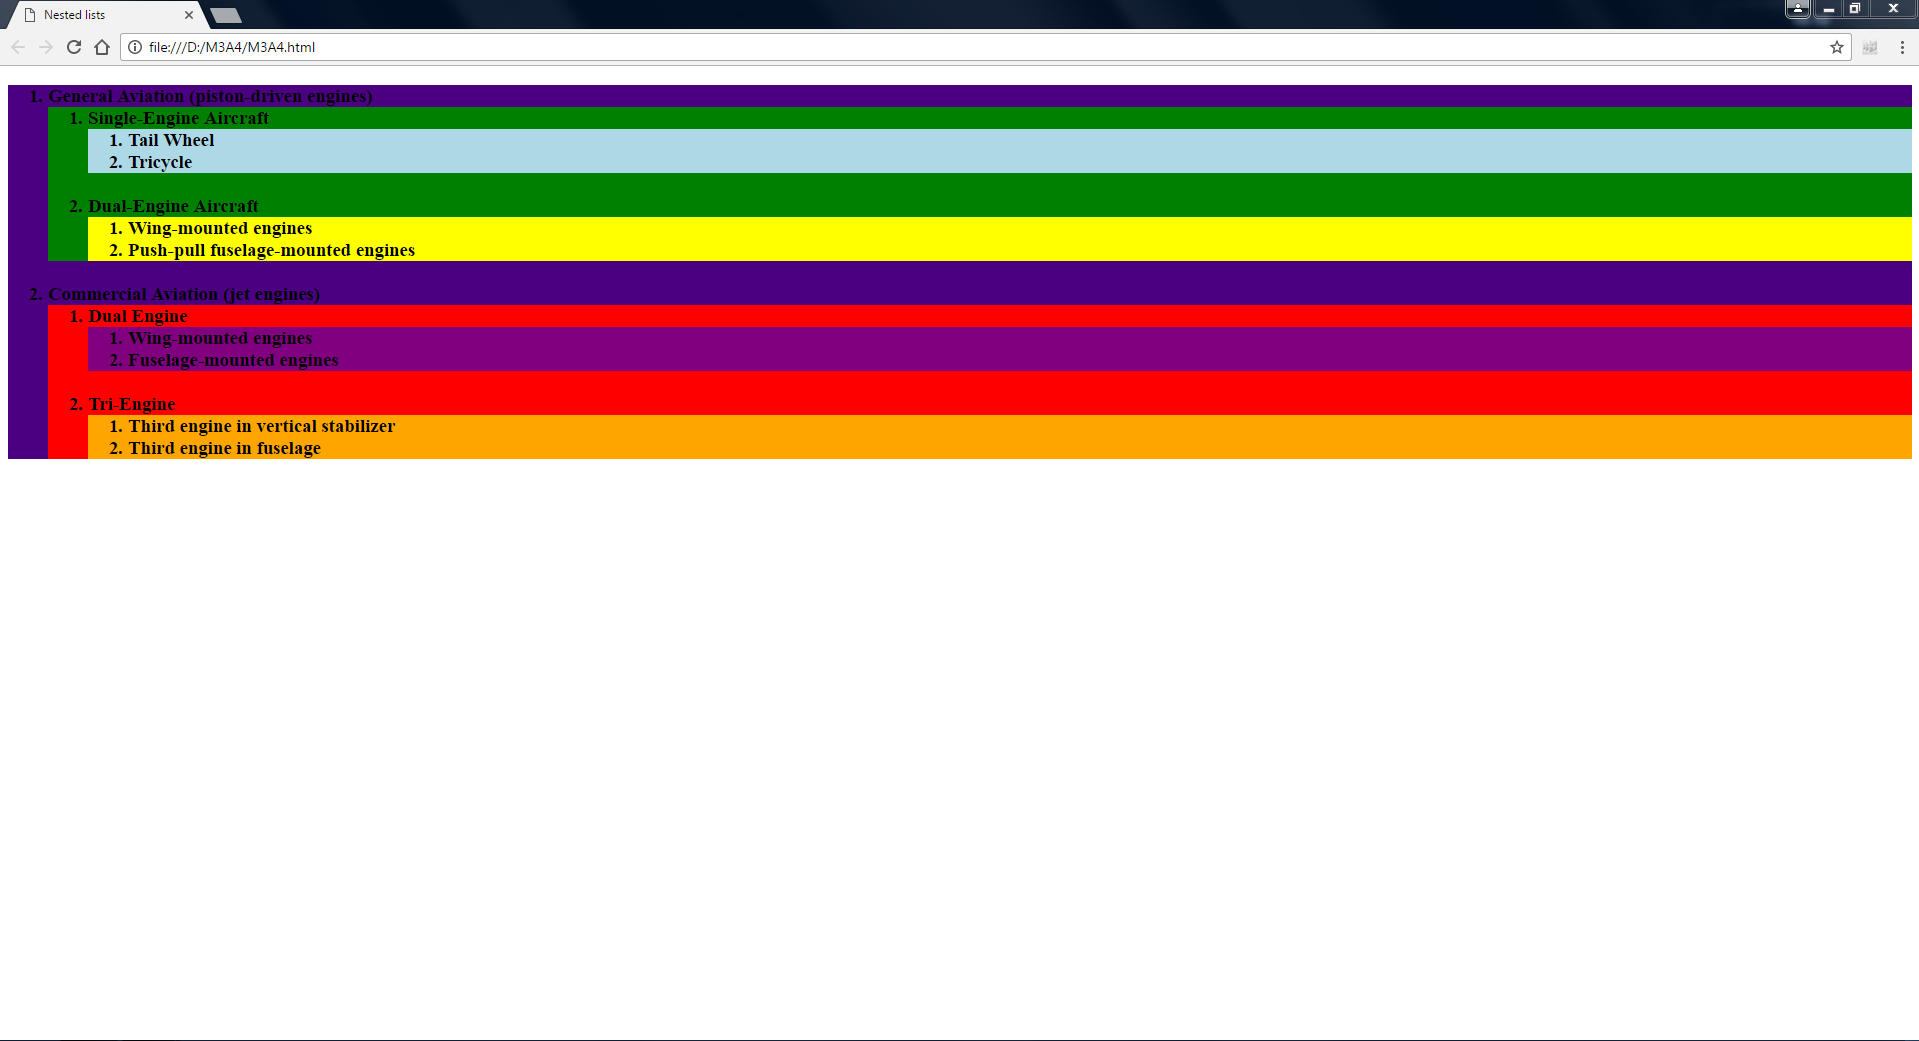 Nested lists
file:///D:/M3A4/M3A4.html
1. General Aviation (piston-driven engines)
1. Single-Engine Aircraft
1. Tail Wheel
2. Tricycle
2. Dual-Engine Aircraft
1. Wing-mounted engines
2. Push-pull fuselage-mounted engines
2. Commercial Aviation (jet engines)
1. Dual Engine
1. Wing-mounted engines
2. Fuselage-mounted engines
2. Tri-Engine
1. Third engine in vertical stabilizer
2. Third engine in fuselage